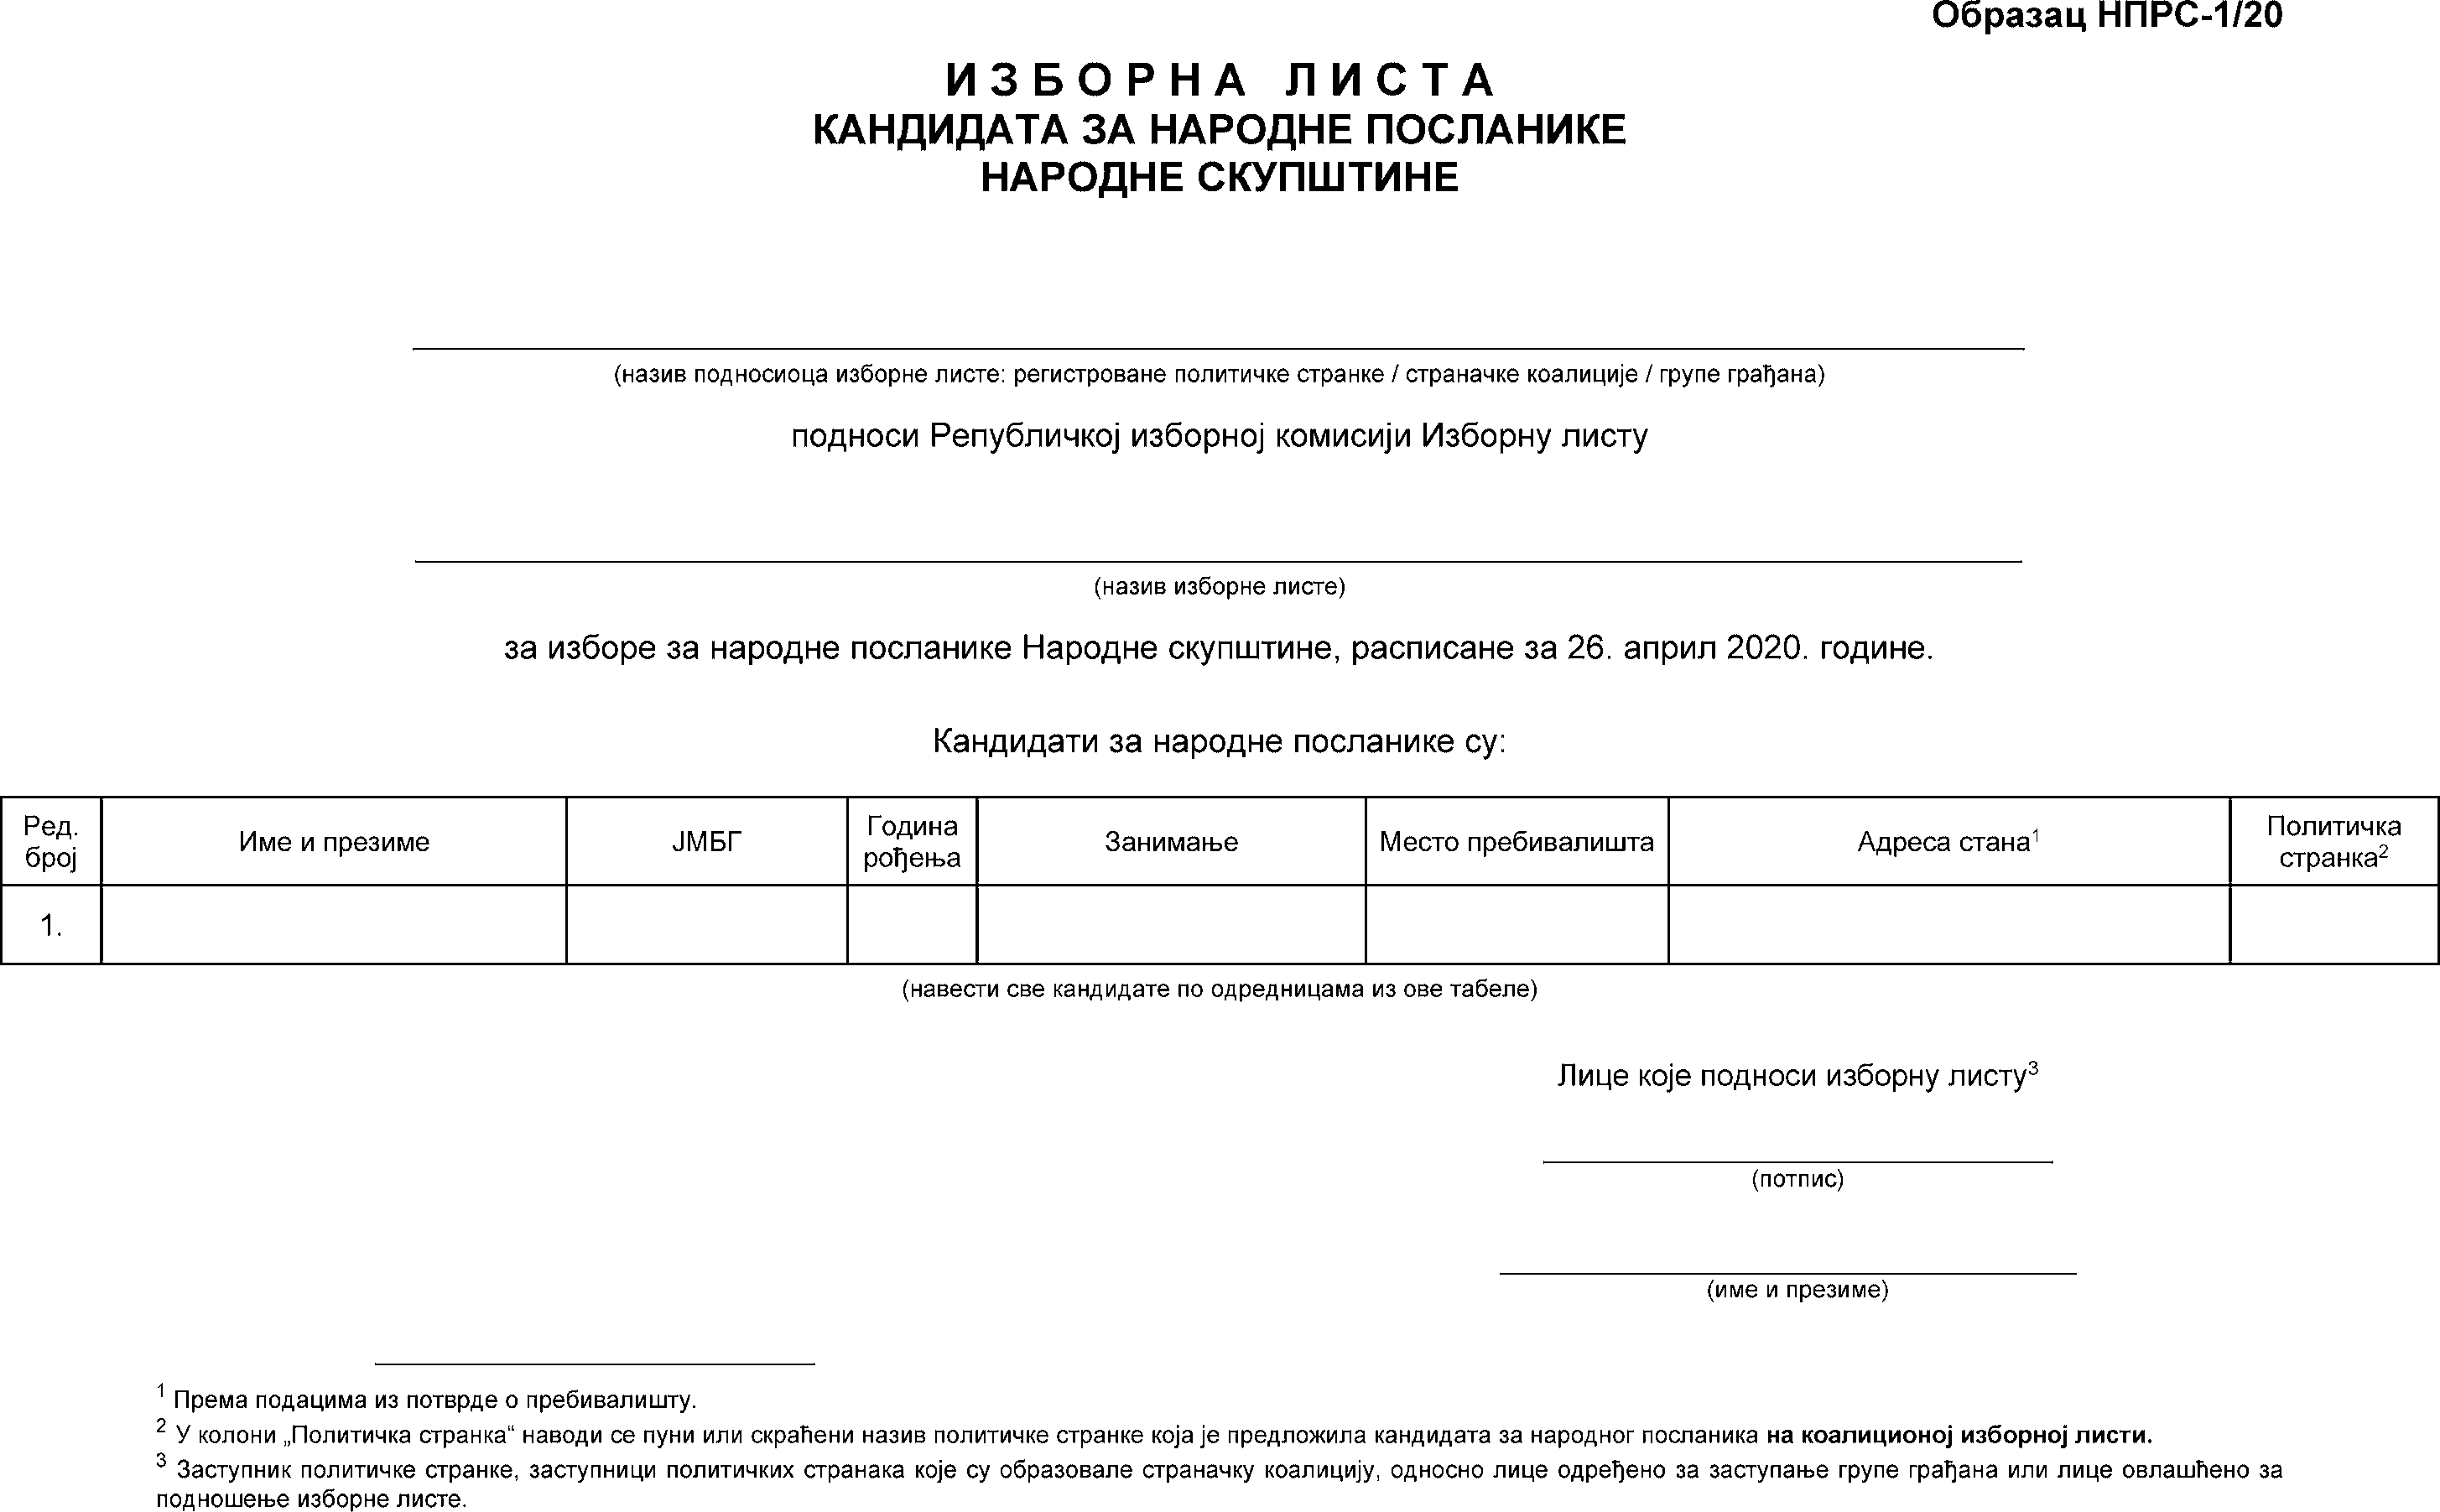 Образац НПРС-1/20
ИЗБОРНА ЛИСТА
КАНДИДАТА ЗА НАРОДНЕ ПОСЛАНИКЕ
НАРОДНЕ СКУПШТИНЕ
(назив подносиоца изборне листе: регистроване политичке странке / страначке коалиције / групе грађана)
подноси Републичкој изборној комисији Изборну листу
(назив изборне листе)
за изборе за народне посланике Народне скупштине, расписане за 26. април 2020. године.
Кандидати за народне посланике су:
Ред. број Име и презиме ЈМБГ Година рођења Занимање Место пребивалишта Адреса стана¹ Политичка странка²
1.
(навести све кандидате по одредницама из ове табеле)
Лице које подноси изборну листу³
(потпис)
(име и презиме)
¹ Према подацима из потврде о пребивалишту.
² У колони „Политичка странка“ наводи се пуни или скраћени назив политичке странке која је предложила кандидата за народног посланика на коалиционој изборној листи.
³ Заступник политичке странке, заступници политичких странака које су образовале страначку коалицију, односно лице одређено за заступање групе грађана или лице овлашћено за
подношење изборне листе.